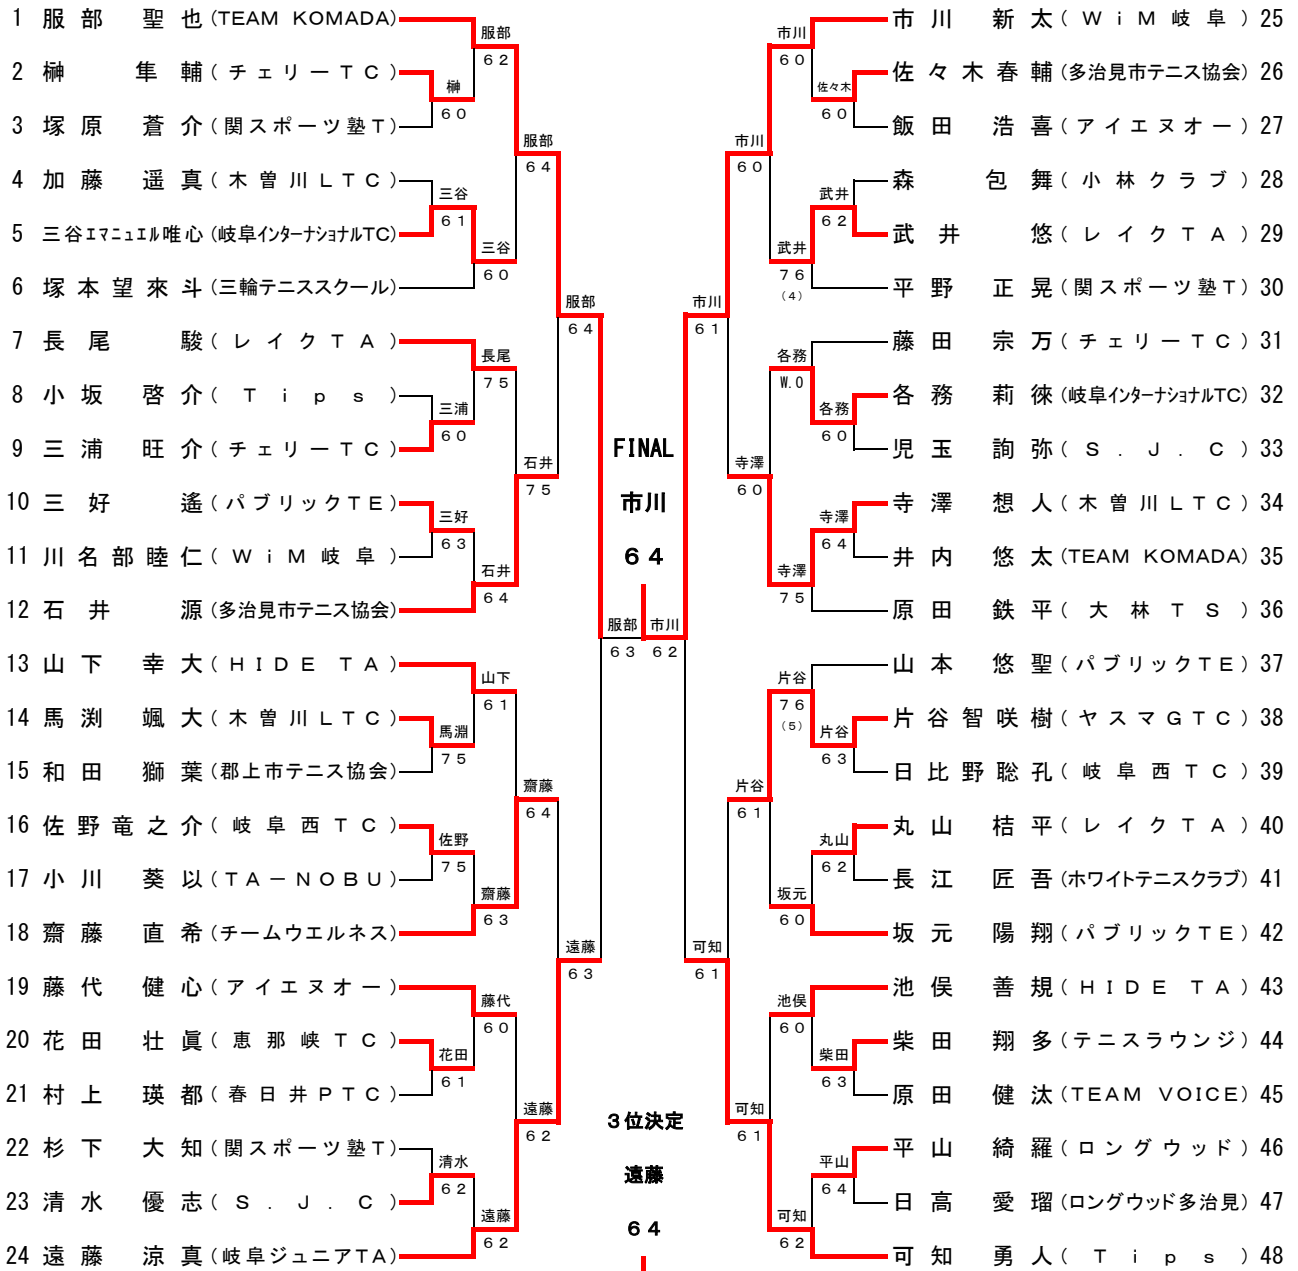 1 服部 聖也 (TEAM KOMADA)
2 榊 隼輔 (チェリーTC)
3 塚原 蒼介 (関スポーツ塾T)
4 加藤 遥真 (木曽川LTC)
5 三谷エマニュエル唯心 (岐阜インターナショナルTC)
6 塚本望來斗 (三輪テニススクール)
7 長尾 駿 (レイクTA)
8 小坂 啓介 (Tips)
9 三浦 旺介 (チェリーTC)
10 三好 遙 (パブリックTE)
11 川名部睦仁 (WiM岐阜)
12 石井 源 (多治見市テニス協会)
13 山下 幸大 (HIDE TA)
14 馬渕 颯大 (木曽川LTC)
15 和田 獅葉 (郡上市テニス協会)
16 佐野竜之介 (岐阜西TC)
17 小川 葵以 (TA-NOBU)
18 齋藤 直希 (チームウエルネス)
19 藤代 健心 (アイエヌオー)
20 花田 壮眞 (恵那峡TC)
21 村上 瑛都 (春日井PTC)
22 杉下 大知 (関スポーツ塾T)
23 清水 優志 (S.J.C)
24 遠藤 涼真 (岐阜ジュニアTA)
服部
62
榊
60
服部
64
三谷
61
三谷
60
服部
64
長尾
75
三浦
60
石井
75
三好
63
石井
64
服部
63
山下
61
馬淵
75
齋藤
64
佐野
75
齋藤
63
遠藤
63
藤代
60
花田
61
遠藤
62
清水
62
遠藤
62
FINAL
市川
64
3位決定
遠藤
64
市川
60
佐々木
60
市川
60
武井
62
武井
76
(4)
市川
61
各務
W.0
各務
60
寺澤
60
寺澤
64
寺澤
75
市川
62
片谷
76
(5)
片谷
63
片谷
61
丸山
62
坂元
60
可知
61
池俣
60
柴田
63
可知
61
平山
64
可知
62
市川 新太 (WiM岐阜) 25
佐々木春輔 (多治見市テニス協会) 26
飯田 浩喜 (アイエヌオー) 27
森 包舞 (小林クラブ) 28
武井 悠 (レイクTA) 29
平野 正晃 (関スポーツ塾T) 30
藤田 宗万 (チェリーTC) 31
各務 莉徠 (岐阜インターナショナルTC) 32
児玉 詢弥 (S.J.C) 33
寺澤 想人 (木曽川LTC) 34
井内 悠太 (TEAM KOMADA) 35
原田 鉄平 (大林TS) 36
山本 悠聖 (パブリックTE) 37
片谷智咲樹 (ヤスマGTC) 38
日比野聡孔 (岐阜西TC) 39
丸山 桔平 (レイクTA) 40
長江 匠吾 (ホワイトテニスクラブ) 41
坂元 陽翔 (パブリックTE) 42
池俣 善規 (HIDE TA) 43
柴田 翔多 (テニスラウンジ) 44
原田 健汰 (TEAM VOICE) 45
平山 綺羅 (ロングウッド) 46
日高 愛瑠 (ロングウッド多治見) 47
可知 勇人 (Tips) 48